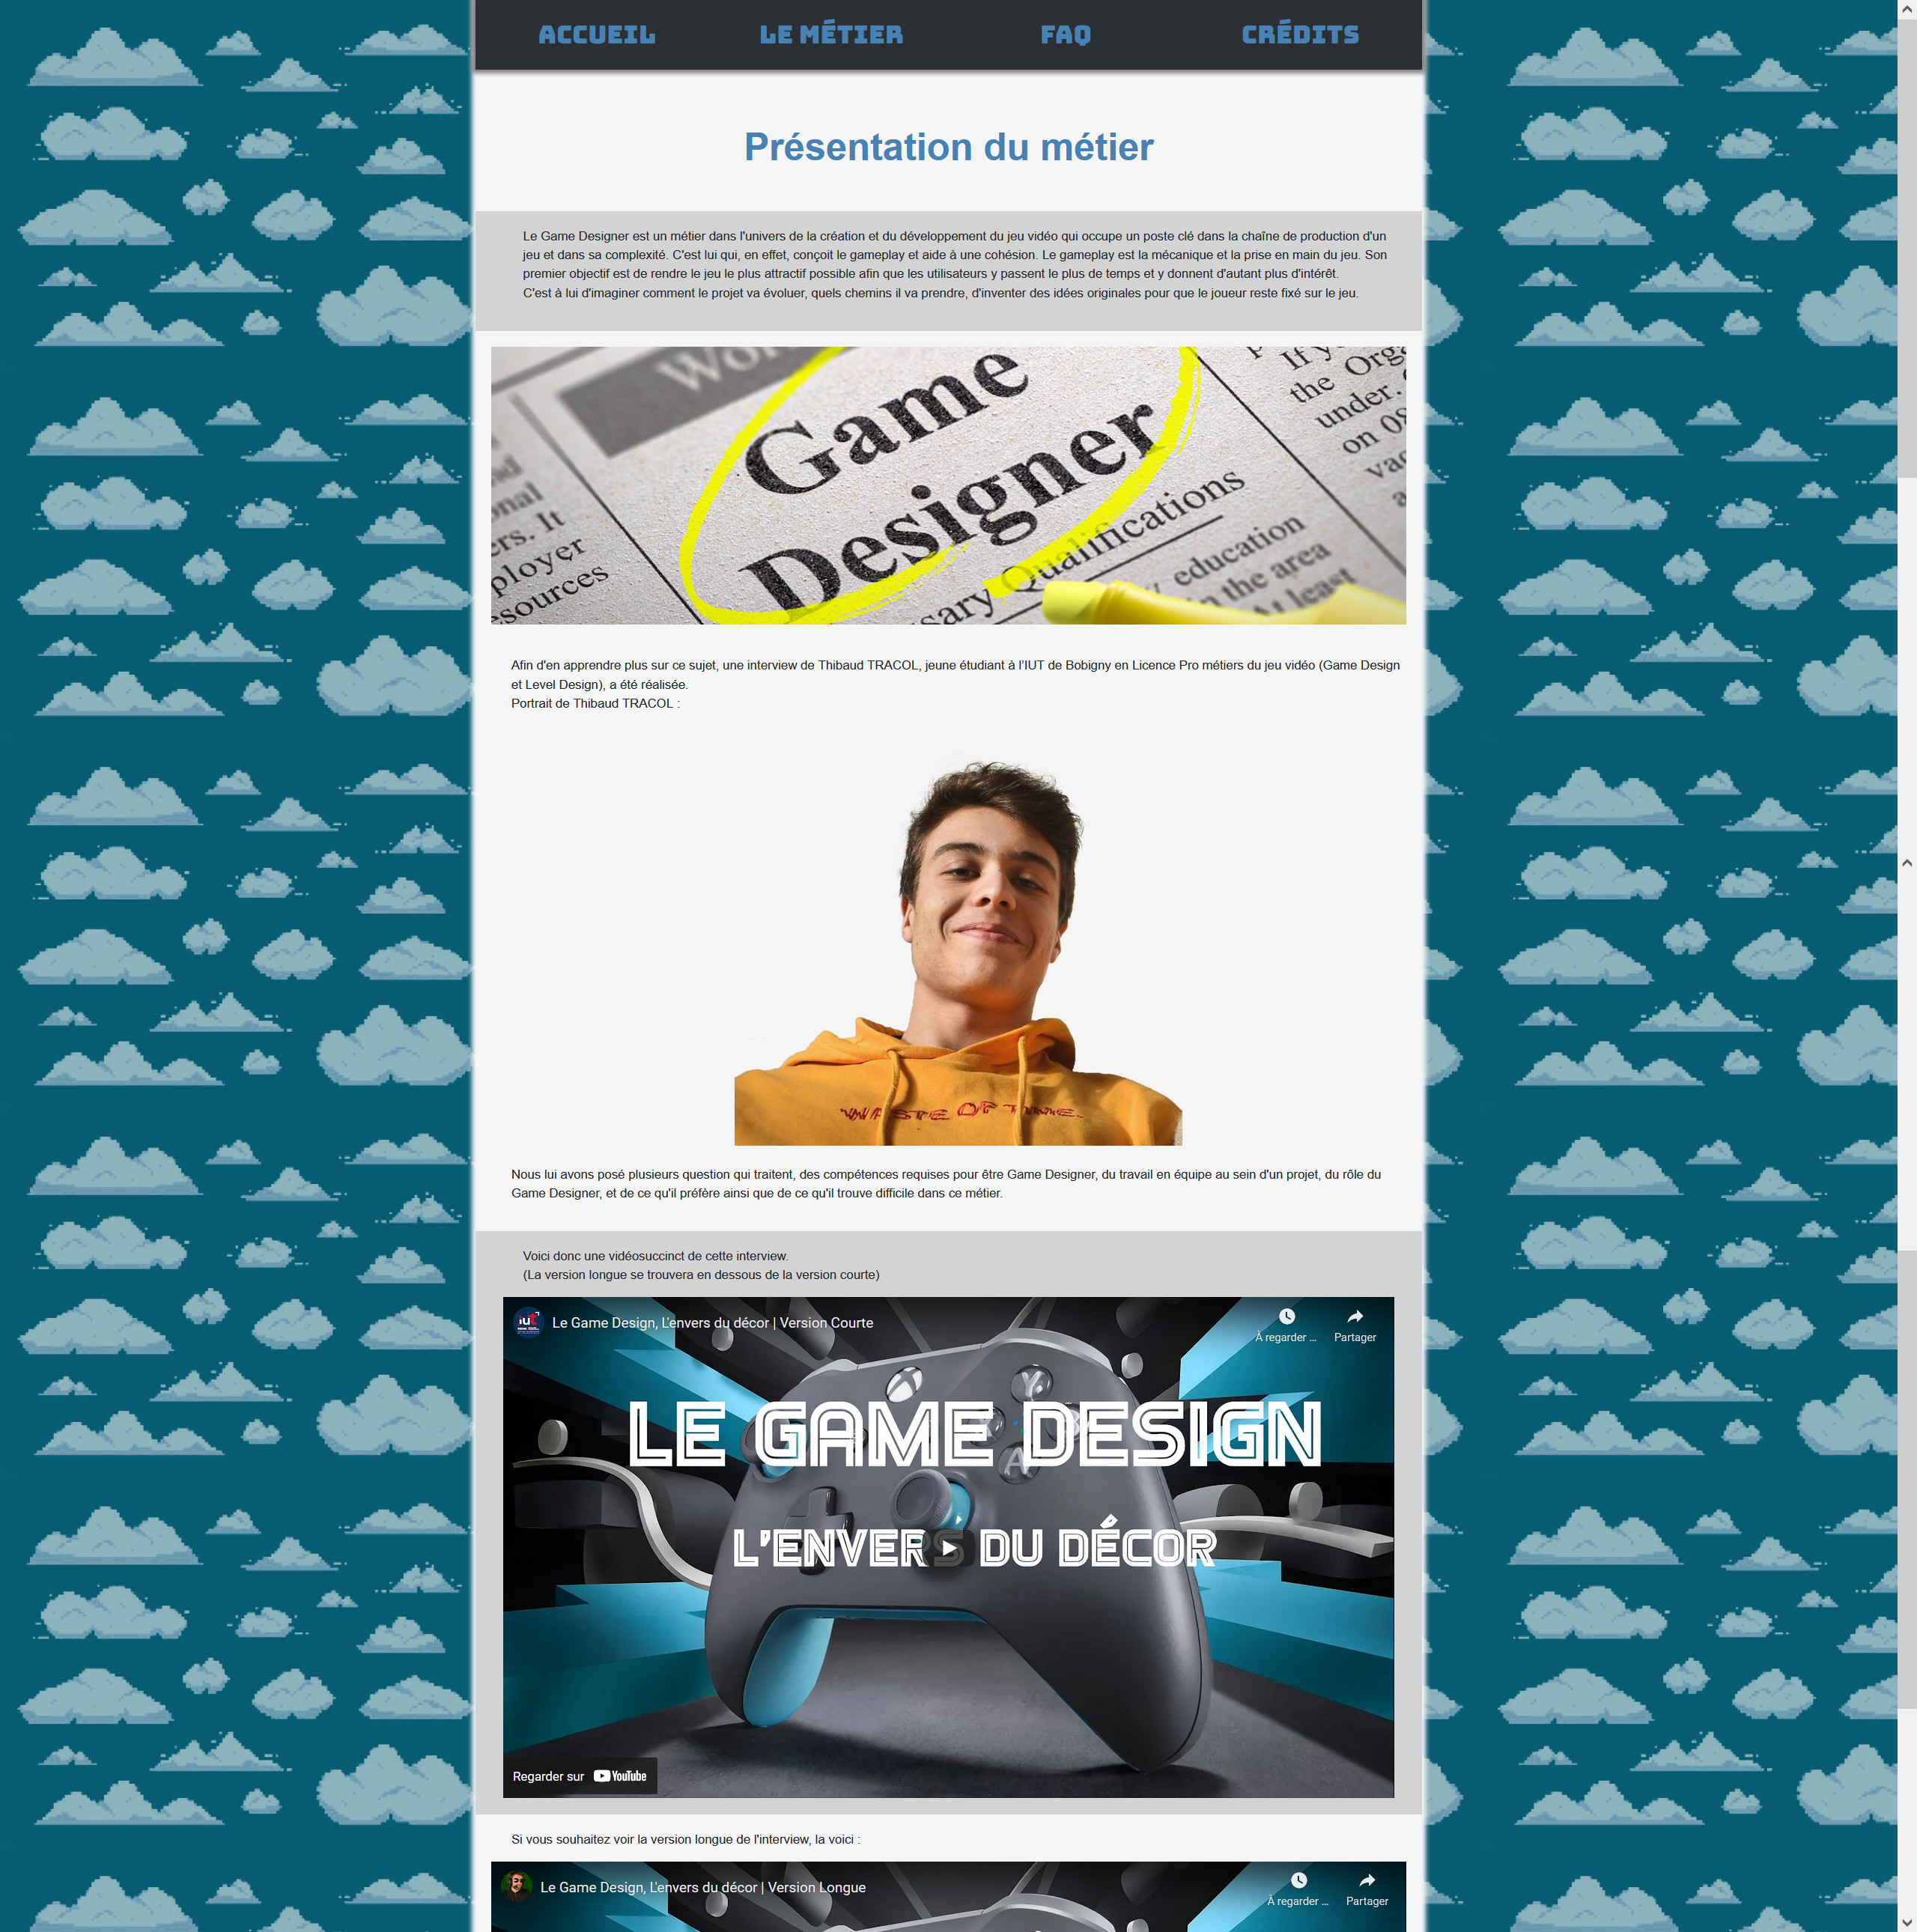 ACCUEIL LE MÉTIER FAQ CRÉDITS
Présentation du métier
Le Game Designer est un métier dans l'univers de la création et du développement du jeu vidéo qui occupe un poste clé dans la chaîne de production d'un
jeu et dans sa complexité. C'est lui qui, en effet, conçoit le gameplay et aide à une cohésion. Le gameplay est la mécanique et la prise en main du jeu. Son
premier objectif est de rendre le jeu le plus attractif possible afin que les utilisateurs y passent le plus de temps et y donnent d'autant plus d'intérêt.
C'est à lui d'imaginer comment le projet va évoluer, quels chemins il va prendre, d'inventer des idées originales pour que le joueur reste fixé sur le jeu.
Game
Designer
Qualifications
education
the area
At least
ployer
esources
If y
the Org
under.
on 08
Afin d'en apprendre plus sur ce sujet, une interview de Thibaud TRACOL, jeune étudiant à l'IUT de Bobigny en Licence Pro métiers du jeu vidéo (Game Design
et Level Design), a été réalisée.
Portrait de Thibaud TRACOL :
WASTE OF TIME
Nous lui avons posé plusieurs question qui traitent, des compétences requises pour être Game Designer, du travail en équipe au sein d'un projet, du rôle du
Game Designer, et de ce qu'il préfère ainsi que de ce qu'il trouve difficile dans ce métier.
Voici donc une vidéosuccinct de cette interview.
(La version longue se trouvera en dessous de la version courte)
iut Le Game Design, L'envers du décor | Version Courte
À regarder ... Partager
LE GAME DESIGN
L'ENVERS DU DÉCOR
Regarder sur YouTube
Si vous souhaitez voir la version longue de l'interview, la voici :
Le Game Design, L'envers du décor | Version Longue
À regarder ... Partager